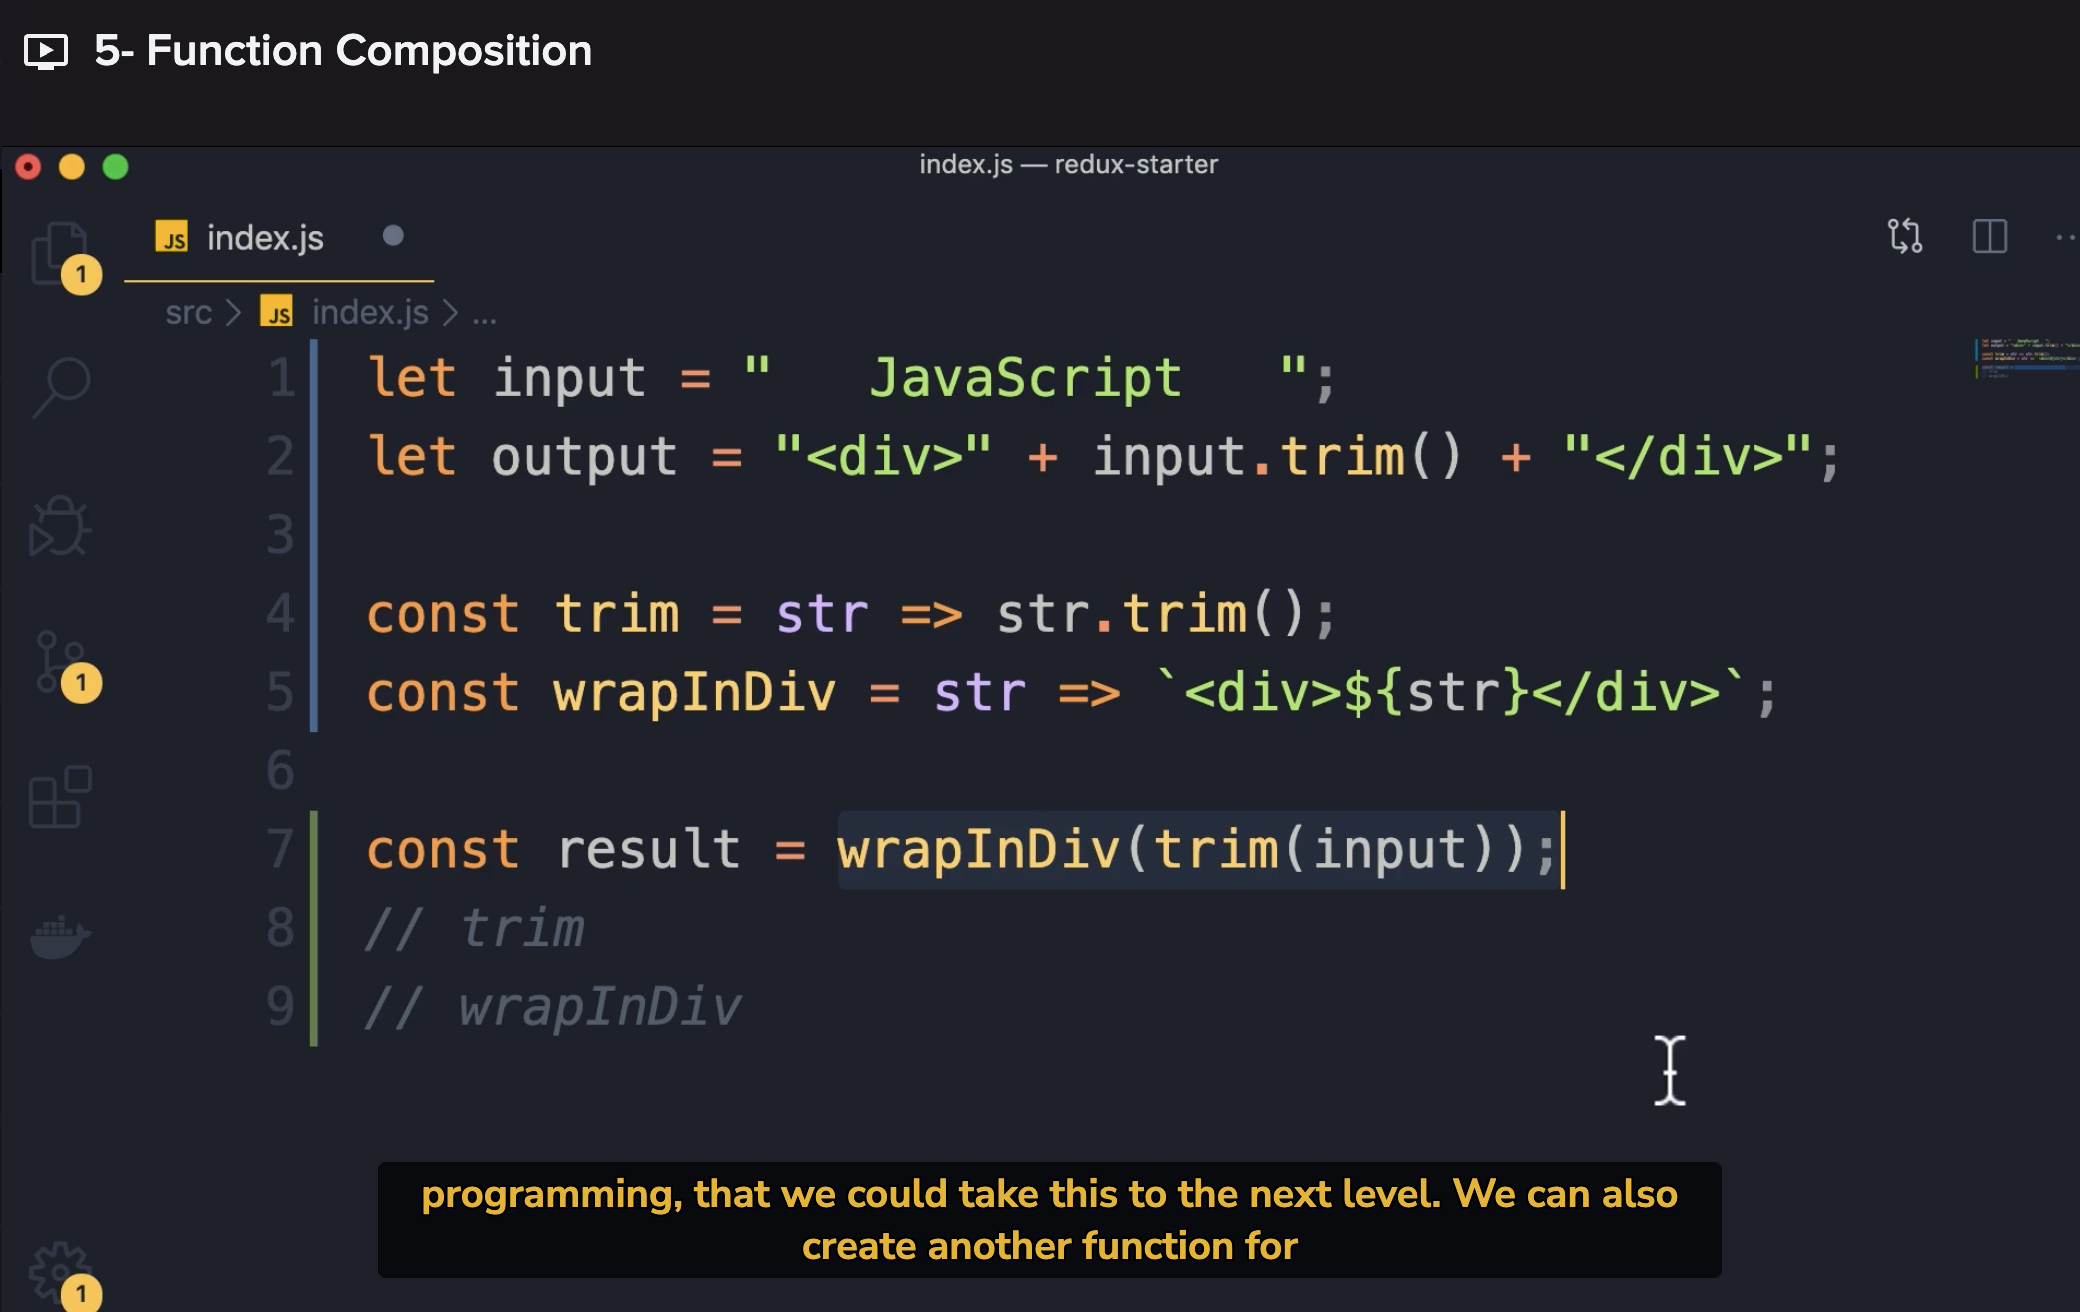 5- Function Composition
index.js — redux-starter
JS index.js
1
src > JS index.js > ...
1 let input = "   JavaScript   ";
2 let output = "<div>" + input.trim() + "</div>";
3
4 const trim = str => str.trim();
1
5 const wrapInDiv = str => `<div>${str}</div>`;
6
7 const result = wrapInDiv(trim(input));
8 // trim
9 // wrapInDiv
programming, that we could take this to the next level. We can also
create another function for
1